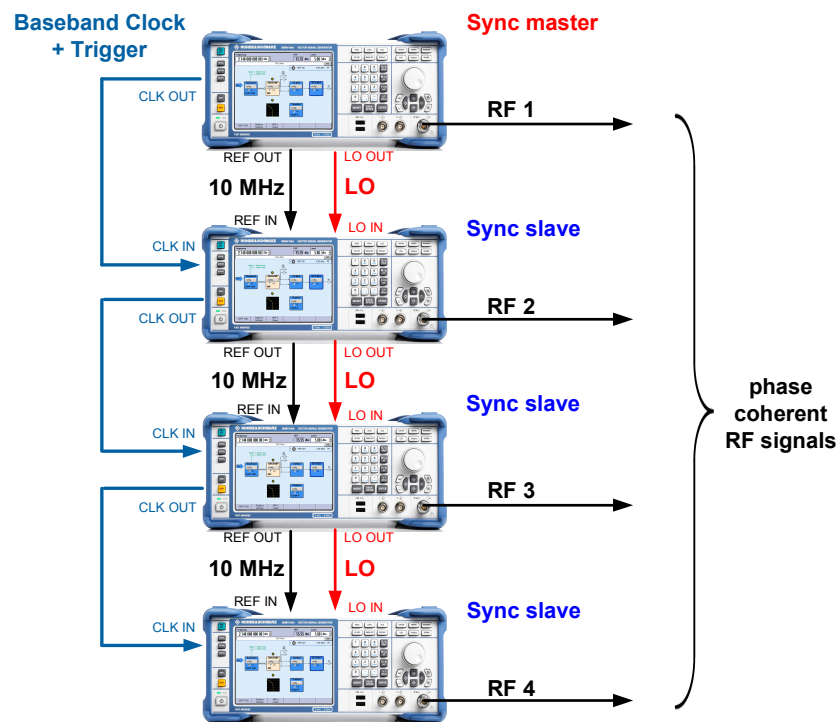 Baseband Clock
+ Trigger
Sync master
ROHDE&SCHWARZ
CLK OUT
RF 1
REF OUT
LO OUT
10 MHz
LO
REF IN
LO IN
Sync slave
CLK IN
CLK OUT
RF 2
REF OUT
LO OUT
10 MHz
LO
REF IN
LO IN
Sync slave
CLK IN
CLK OUT
RF 3
REF OUT
LO OUT
10 MHz
LO
REF IN
LO IN
Sync slave
CLK IN
RF 4
phase
coherent
RF signals